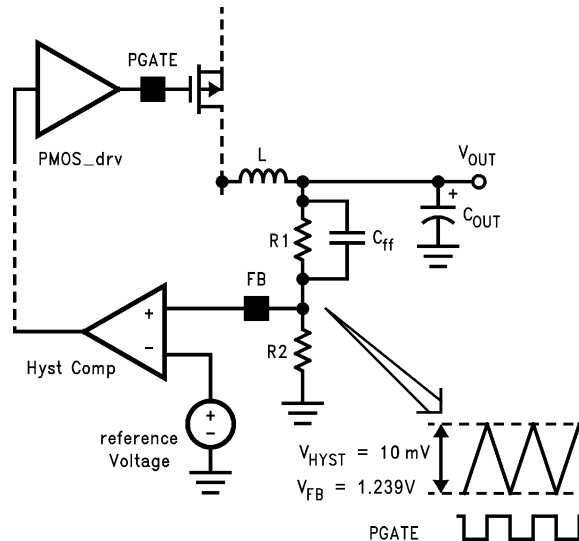 PGATE
PMOS_drv
L
VOUT
+
COUT
R1
Cff
FB
+
-
Hyst Comp
R2
+
-
reference
Voltage
VHYST = 10 mV
VFB = 1.239V
PGATE